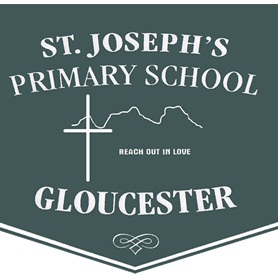 ST. JOSEPH'S
PRIMARY SCHOOL
REACH OUT IN LOVE
GLOUCESTER